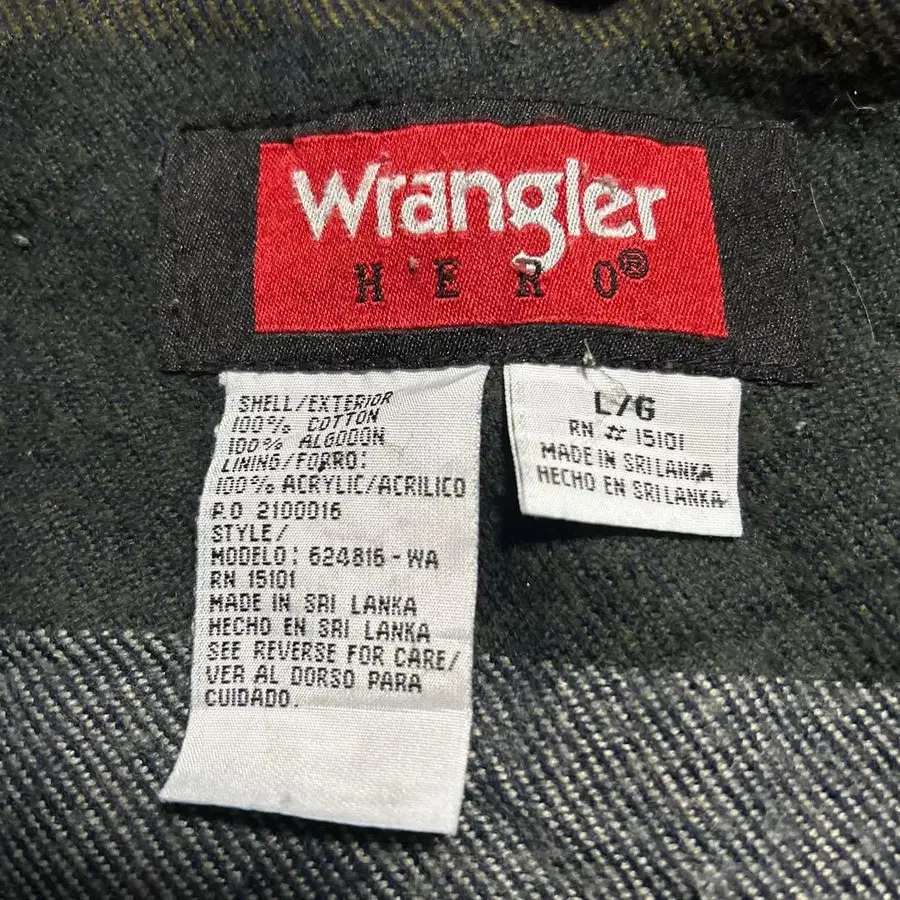 Wrangler
HERO®
SHELL/EXTERIOR
100% COTTON
100% ALGODON
LINING/FORRO:
100% ACRYLIC/ACRILICO
P.O 2100016
STYLE/
MODELO: 624816-WA
RN 15101
MADE IN SRI LANKA
HECHO EN SRI LANKA
SEE REVERSE FOR CARE/
VER AL DORSO PARA
CUIDADO.
L/G
RN # 15101
MADE IN SRI LANKA
HECHO EN SRI LANKA